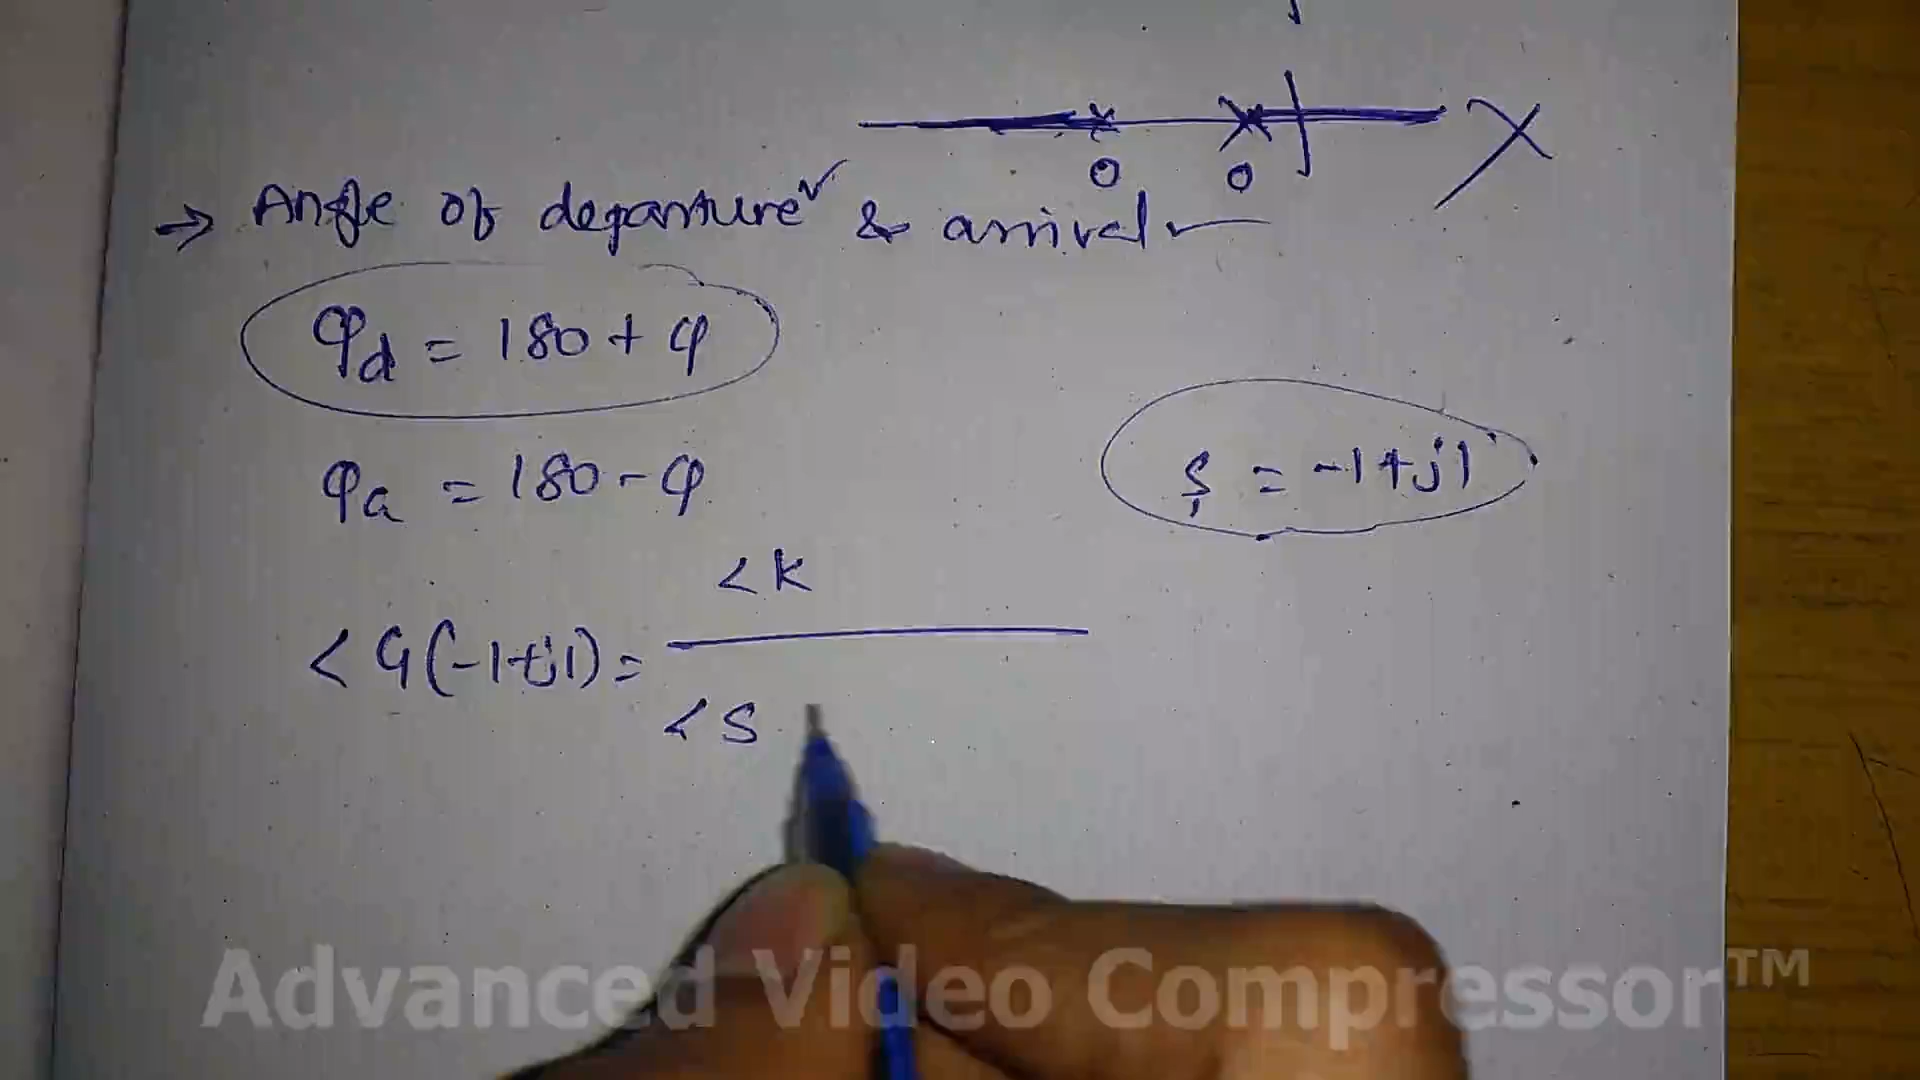 O O
→ Angle of departure ✓ & arrival
φd = 180 + φ
φa = 180 - φ
s = -1+j1
< K
< G(-1+j1) =
< S
Advanced Video Compressor™